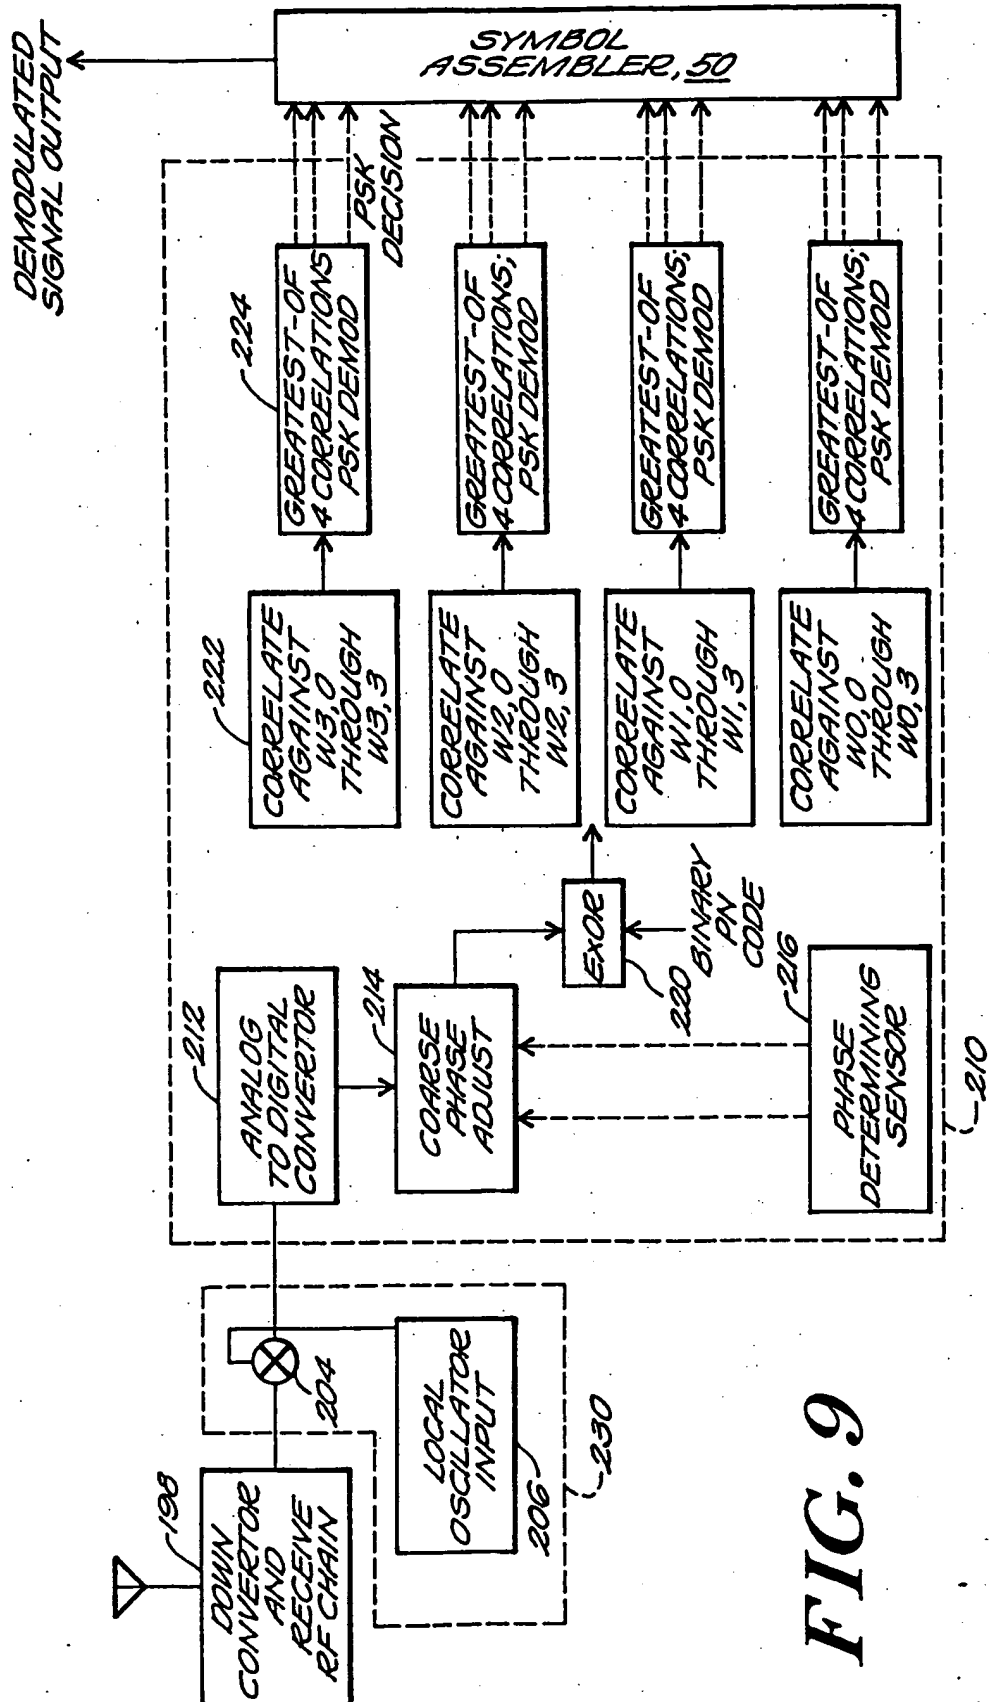 DOWN
CONVERTOR
AND
RECEIVE
RF CHAIN
198
204
LOCAL
OSCILLATOR
INPUT
206
230
ANALOG
TO DIGITAL
CONVERTOR
212
COARSE
PHASE
ADJUST
214
PHASE
DETERMINING
SENSOR
216
210
EXOR
220
BINARY
PN
CODE
CORRELATE
AGAINST
W3,0
THROUGH
W3,3
222
CORRELATE
AGAINST
W2,0
THROUGH
W2,3
CORRELATE
AGAINST
W1,0
THROUGH
W1,3
CORRELATE
AGAINST
W0,0
THROUGH
W0,3
GREATEST-OF
4 CORRELATIONS
PSK DEMOD
224
GREATEST-OF
4 CORRELATIONS;
PSK DEMOD
GREATEST-OF
4 CORRELATIONS;
PSK DEMOD
GREATEST-OF
4 CORRELATIONS;
PSK DEMOD
PSK
DECISION
SYMBOL
ASSEMBLER, 50
DEMODULATED
SIGNAL OUTPUT
FIG. 9